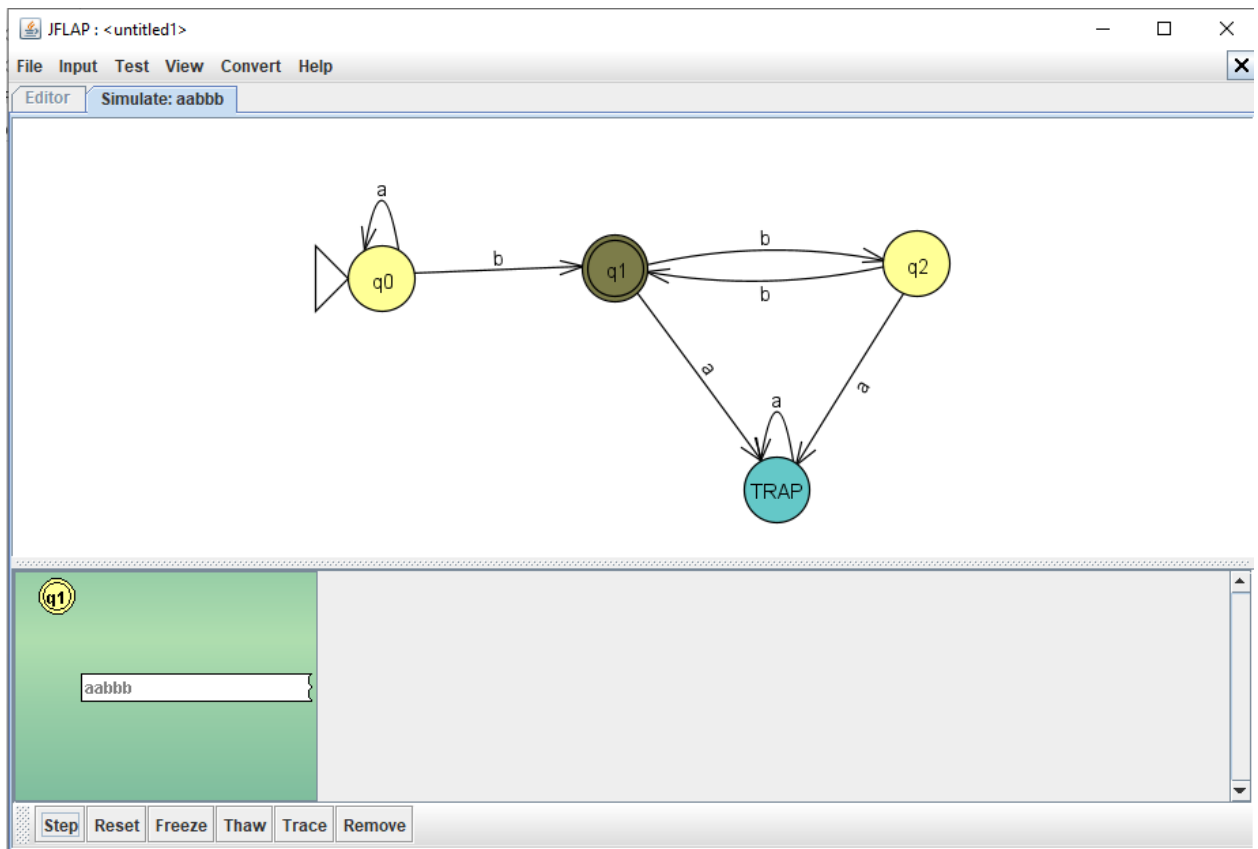 JFLAP : <untitled1>
File Input Test View Convert Help
Editor Simulate: aabbb
a
b
b
q0
q1
q2
b
a
a
a
TRAP
q1
aabbb
Step Reset Freeze Thaw Trace Remove